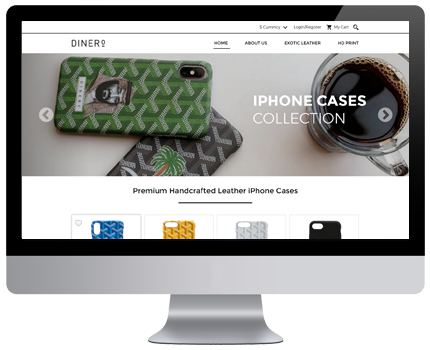 $ Currency Login/Register My Cart
DINERO
HOME ABOUT US EXOTIC LEATHER HD PRINT
IPHONE CASES
COLLECTION
Premium Handcrafted Leather iPhone Cases